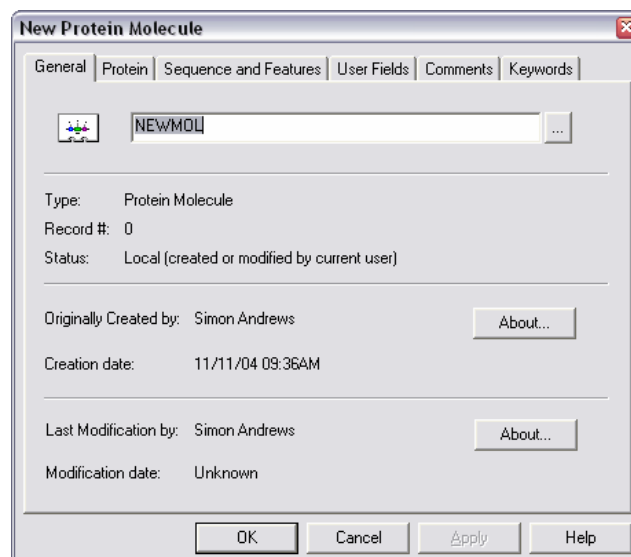 New Protein Molecule
General Protein Sequence and Features User Fields Comments Keywords
NEWMOL ...
Type: Protein Molecule
Record #: 0
Status: Local (created or modified by current user)
Originally Created by: Simon Andrews About...
Creation date: 11/11/04 09:36AM
Last Modification by: Simon Andrews About...
Modification date: Unknown
OK Cancel Apply Help